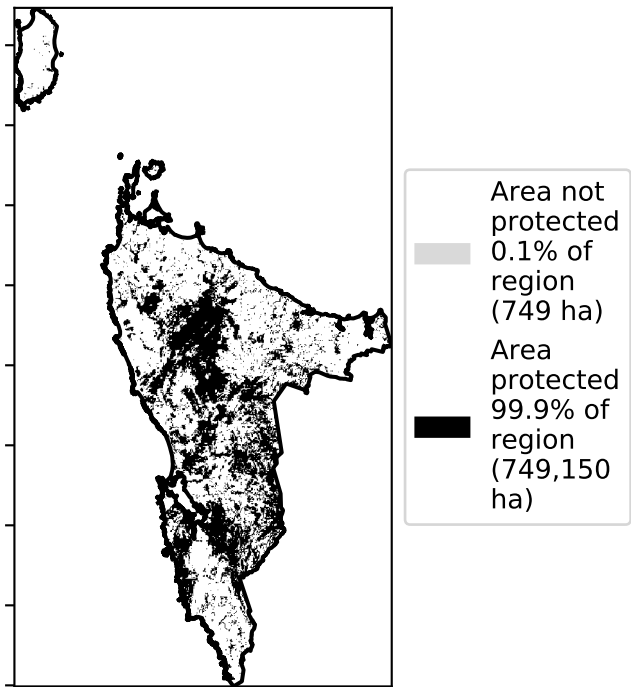 Area not
protected
0.1% of
region
(749 ha)
Area
protected
99.9% of
region
(749,150
ha)